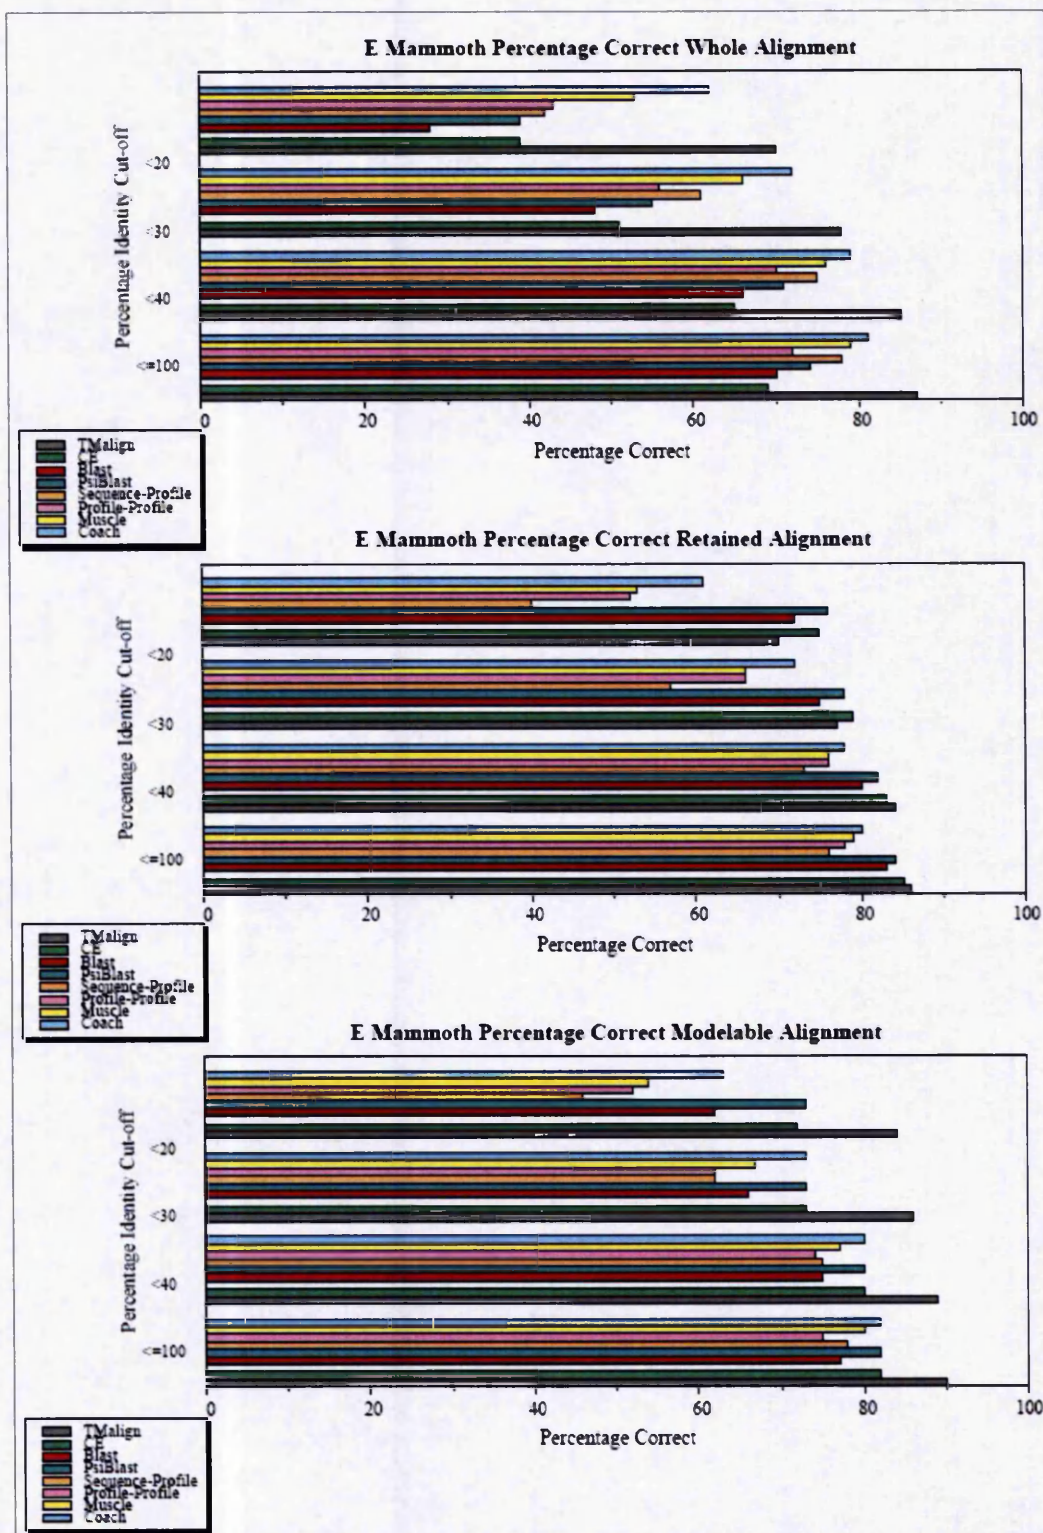 E Mammoth Percentage Correct Whole Alignment
Percentage Identity Cut-off
<20
<30
<40
<=100
0 20 40 60 80 100
Percentage Correct
TMalign
CE
Blast
PsiBlast
Sequence-Profile
Profile-Profile
Muscle
Coach
E Mammoth Percentage Correct Retained Alignment
Percentage Identity Cut-off
<20
<30
<40
<=100
0 20 40 60 80 100
Percentage Correct
TMalign
CE
Blast
PsiBlast
Sequence-Profile
Profile-Profile
Muscle
Coach
E Mammoth Percentage Correct Modelable Alignment
Percentage Identity Cut-off
<20
<30
<40
<=100
0 20 40 60 80 100
Percentage Correct
TMalign
CE
Blast
PsiBlast
Sequence-Profile
Profile-Profile
Muscle
Coach